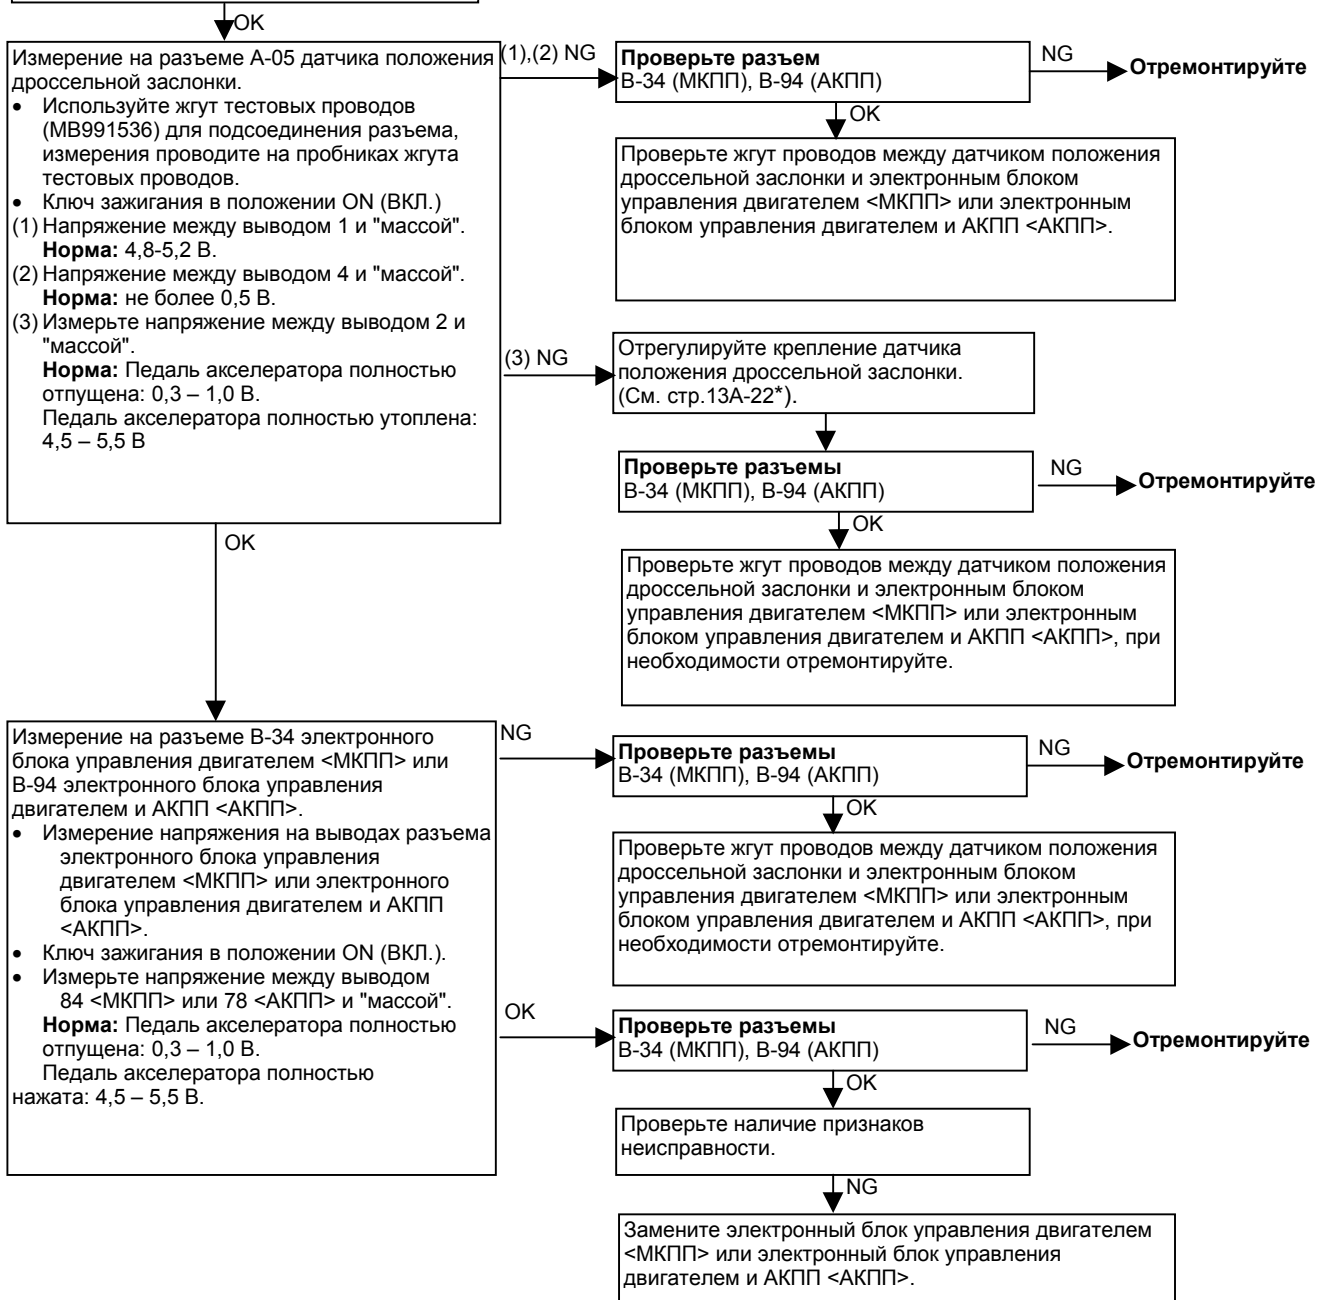 OK
Измерение на разъеме А-05 датчика положения
дроссельной заслонки.
• Используйте жгут тестовых проводов
(MB991536) для подсоединения разъема,
измерения проводите на пробниках жгута
тестовых проводов.
• Ключ зажигания в положении ON (ВКЛ.)
(1) Напряжение между выводом 1 и "массой".
Норма: 4,8-5,2 В.
(2) Напряжение между выводом 4 и "массой".
Норма: не более 0,5 В.
(3) Измерьте напряжение между выводом 2 и
"массой".
Норма: Педаль акселератора полностью
отпущена: 0,3 – 1,0 В.
Педаль акселератора полностью утоплена:
4,5 – 5,5 В
(1),(2) NG
Проверьте разъем
В-34 (МКПП), В-94 (АКПП)
NG
Отремонтируйте
OK
Проверьте жгут проводов между датчиком положения
дроссельной заслонки и электронным блоком
управления двигателем <МКПП> или электронным
блоком управления двигателем и АКПП <АКПП>.
(3) NG
Отрегулируйте крепление датчика
положения дроссельной заслонки.
(См. стр.13А-22*).
Проверьте разъемы
В-34 (МКПП), В-94 (АКПП)
NG
Отремонтируйте
OK
Проверьте жгут проводов между датчиком положения
дроссельной заслонки и электронным блоком
управления двигателем <МКПП> или электронным
блоком управления двигателем и АКПП <АКПП>, при
необходимости отремонтируйте.
OK
Измерение на разъеме В-34 электронного
блока управления двигателем <МКПП> или
В-94 электронного блока управления
двигателем и АКПП <АКПП>.
• Измерение напряжения на выводах разъема
электронного блока управления
двигателем <МКПП> или электронного
блока управления двигателем и АКПП
<АКПП>.
• Ключ зажигания в положении ON (ВКЛ.).
• Измерьте напряжение между выводом
84 <МКПП> или 78 <АКПП> и "массой".
Норма: Педаль акселератора полностью
отпущена: 0,3 – 1,0 В.
Педаль акселератора полностью
нажата: 4,5 – 5,5 В.
NG
Проверьте разъемы
В-34 (МКПП), В-94 (АКПП)
NG
Отремонтируйте
OK
Проверьте жгут проводов между датчиком положения
дроссельной заслонки и электронным блоком
управления двигателем <МКПП> или электронным
блоком управления двигателем и АКПП <АКПП>, при
необходимости отремонтируйте.
OK
Проверьте разъемы
В-34 (МКПП), В-94 (АКПП)
NG
Отремонтируйте
OK
Проверьте наличие признаков
неисправности.
NG
Замените электронный блок управления двигателем
<МКПП> или электронный блок управления
двигателем и АКПП <АКПП>.